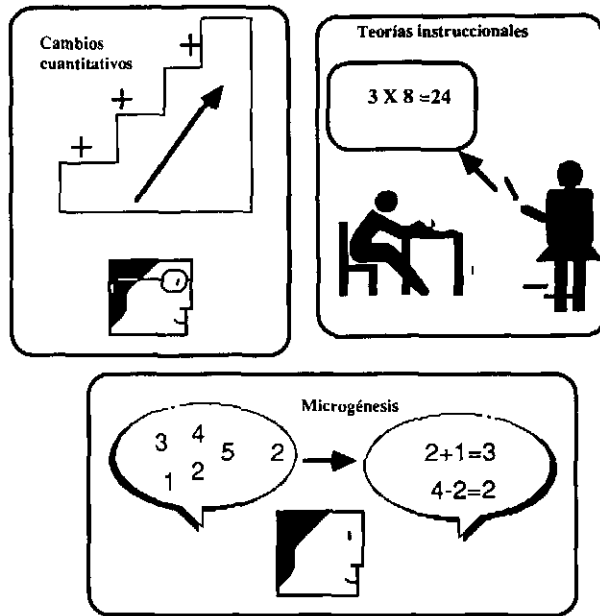 Cambios
cuantitativos
+
+
+
Teorías instruccionales
3 X 8 =24
Microgénesis
3 4 5 2
1 2
2+1=3
4-2=2